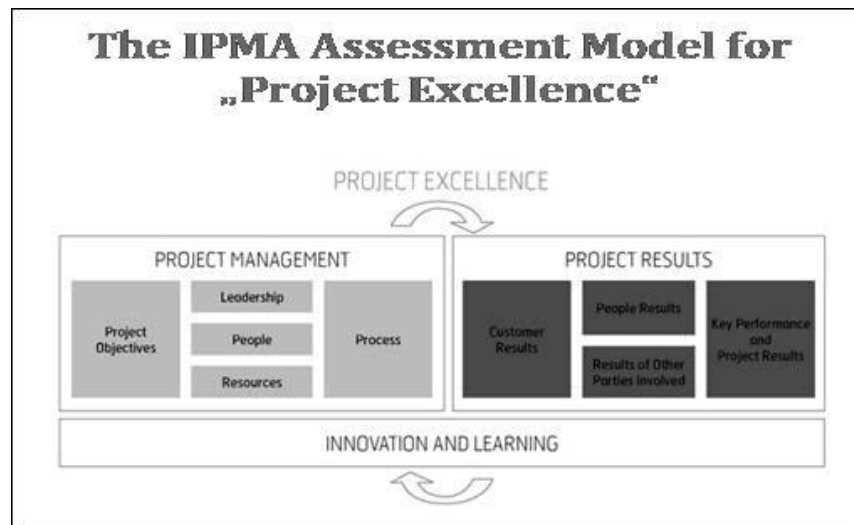 The IPMA Assessment Model for
„Project Excellence“
PROJECT EXCELLENCE
PROJECT MANAGEMENT
Project
Objectives
Leadership
People
Resources
Process
PROJECT RESULTS
Customer
Results
People Results
Results of Other
Parties Involved
Key Performance
and
Project Results
INNOVATION AND LEARNING